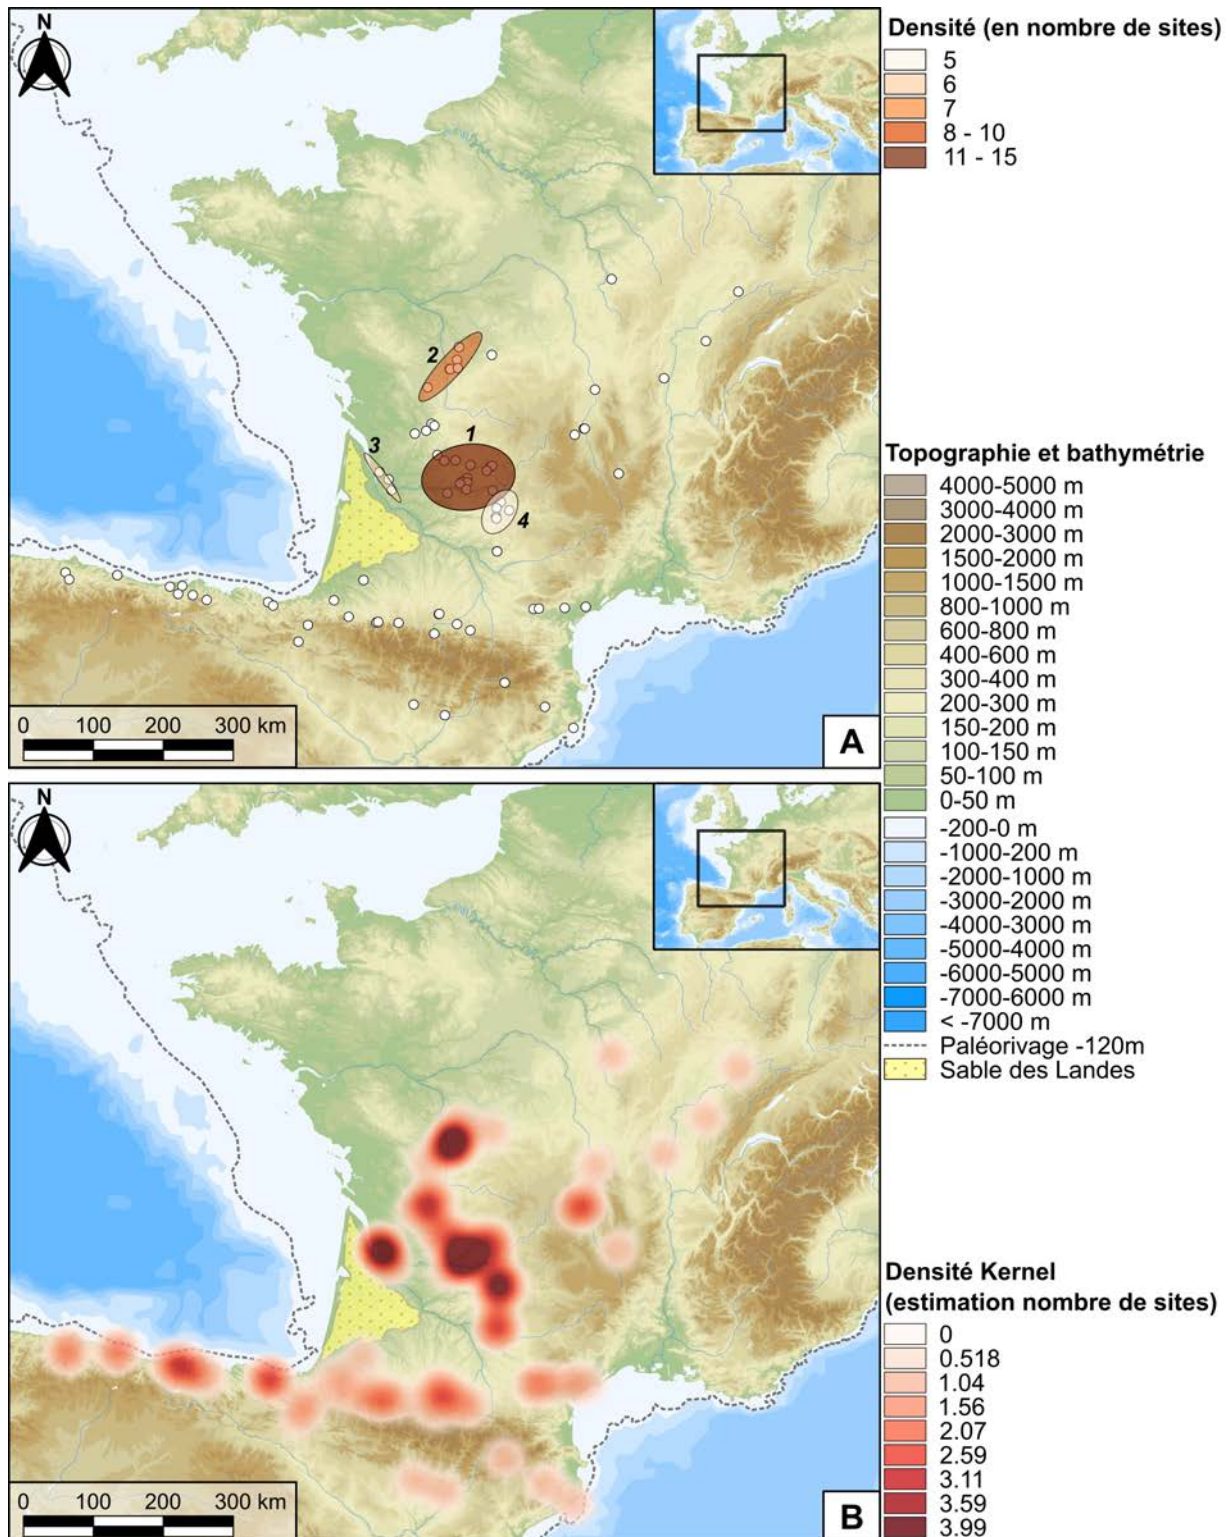 N
Densité (en nombre de sites)
5
6
7
8 - 10
11 - 15
2
1
3
4
0 100 200 300 km
A
Topographie et bathymétrie
4000-5000 m
3000-4000 m
2000-3000 m
1500-2000 m
1000-1500 m
800-1000 m
600-800 m
400-600 m
300-400 m
200-300 m
150-200 m
100-150 m
50-100 m
0-50 m
-200-0 m
-1000-200 m
-2000-1000 m
-3000-2000 m
-4000-3000 m
-5000-4000 m
-6000-5000 m
-7000-6000 m
< -7000 m
Paléorivage -120m
Sable des Landes
N
0 100 200 300 km
B
Densité Kernel
(estimation nombre de sites)
0
0.518
1.04
1.56
2.07
2.59
3.11
3.59
3.99